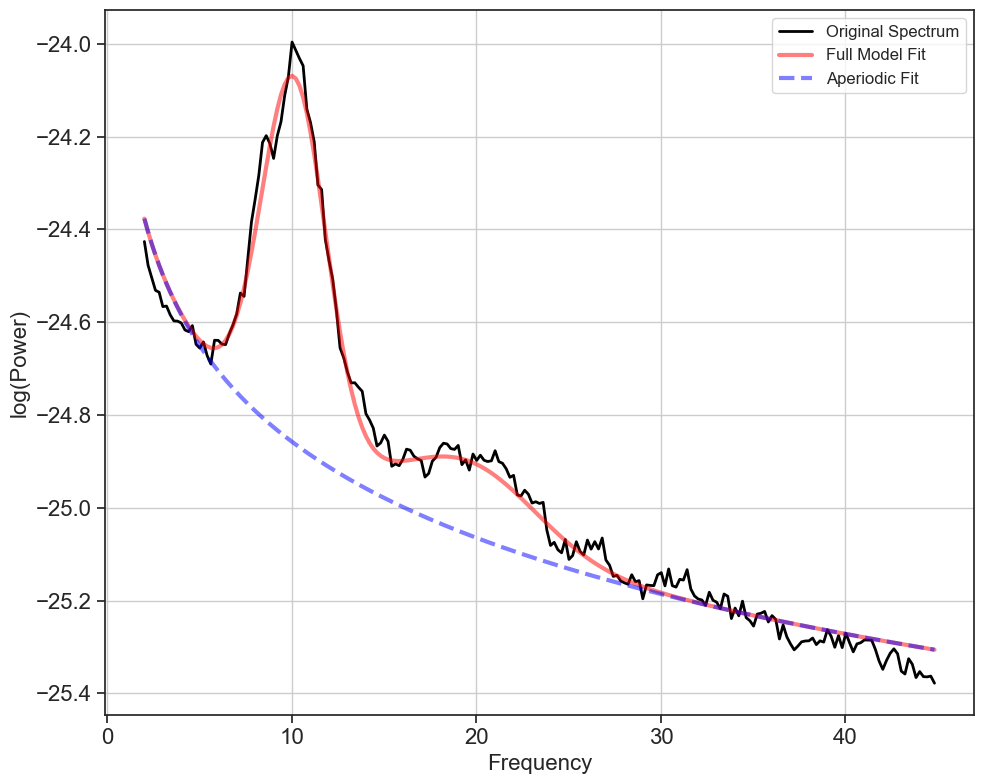 Original Spectrum
Full Model Fit
Aperiodic Fit
log(Power)
−24.0
−24.2
−24.4
−24.6
−24.8
−25.0
−25.2
−25.4
0 10 20 30 40
Frequency